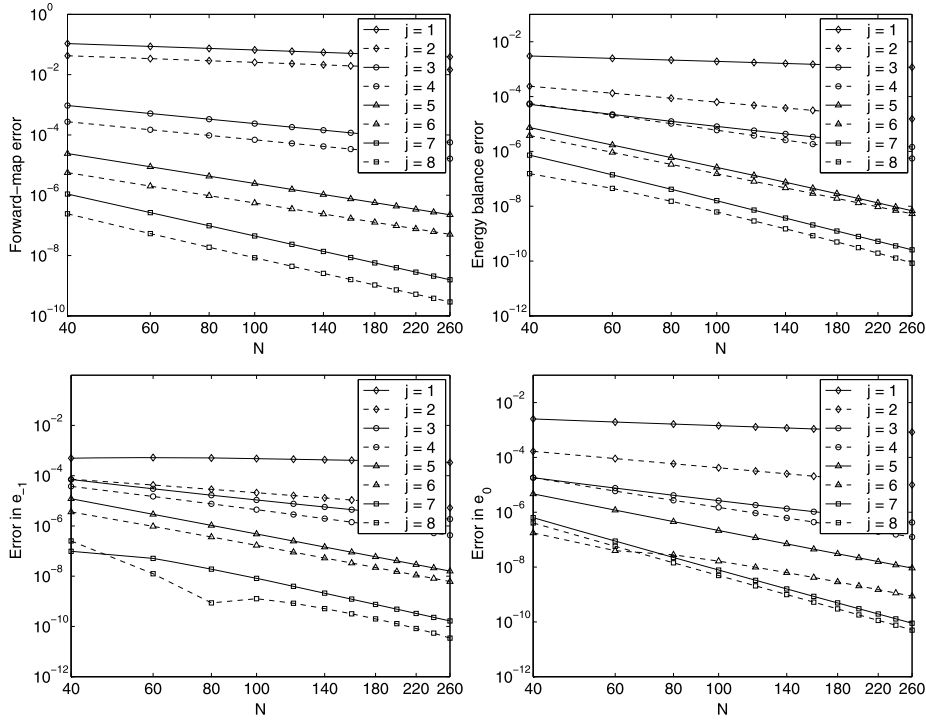 10^0
10^−2
10^−4
10^−6
10^−8
10^−10
Forward−map error
40 60 80 100 140 180 220 260
N
j = 1
j = 2
j = 3
j = 4
j = 5
j = 6
j = 7
j = 8
10^−2
10^−4
10^−6
10^−8
10^−10
10^−12
Energy balance error
40 60 80 100 140 180 220 260
N
j = 1
j = 2
j = 3
j = 4
j = 5
j = 6
j = 7
j = 8
10^−2
10^−4
10^−6
10^−8
10^−10
10^−12
Error in e_−1
40 60 80 100 140 180 220 260
N
j = 1
j = 2
j = 3
j = 4
j = 5
j = 6
j = 7
j = 8
10^−2
10^−4
10^−6
10^−8
10^−10
10^−12
Error in e_0
40 60 80 100 140 180 220 260
N
j = 1
j = 2
j = 3
j = 4
j = 5
j = 6
j = 7
j = 8